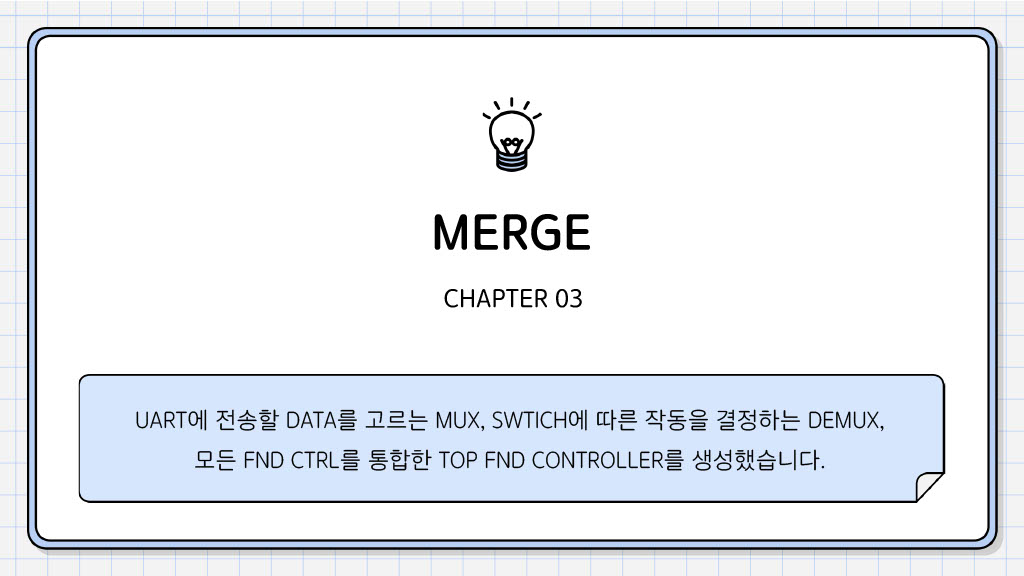 MERGE
CHAPTER 03
UART에 전송할 DATA를 고르는 MUX, SWTICH에 따른 작동을 결정하는 DEMUX,
모든 FND CTRL를 통합한 TOP FND CONTROLLER를 생성했습니다.